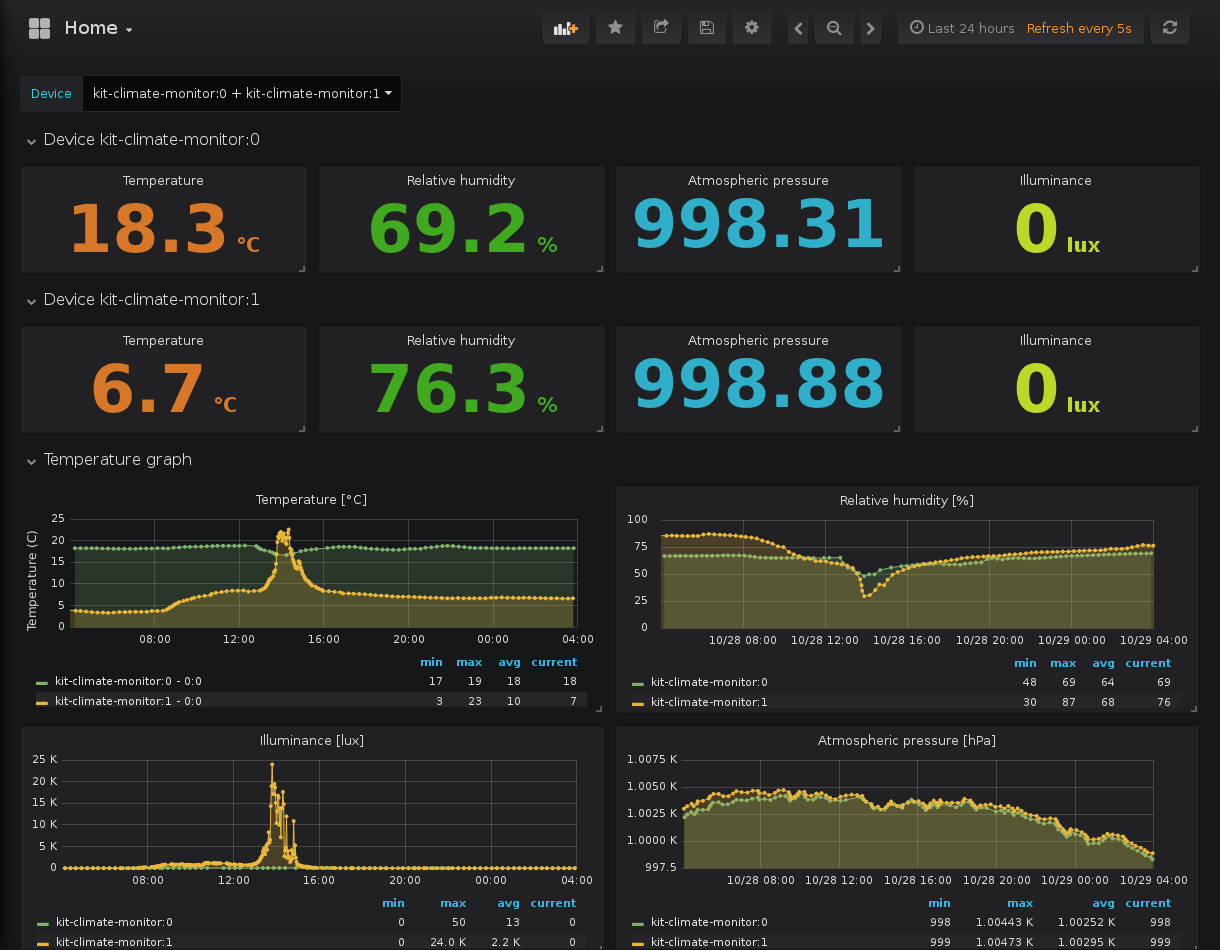 Home
Last 24 hours Refresh every 5s
Device kit-climate-monitor:0 + kit-climate-monitor:1
Device kit-climate-monitor:0
Temperature Relative humidity Atmospheric pressure Illuminance
18.3 °C 69.2 % 998.31 0 lux
Device kit-climate-monitor:1
Temperature Relative humidity Atmospheric pressure Illuminance
6.7 °C 76.3 % 998.88 0 lux
Temperature graph
Temperature [°C]
Temperature (C)
25
20
15
10
5
0
08:00 12:00 16:00 20:00 00:00 04:00
min max avg current
kit-climate-monitor:0 - 0:0 17 19 18 18
kit-climate-monitor:1 - 0:0 3 23 10 7
Relative humidity [%]
100
75
50
25
0
10/28 08:00 10/28 12:00 10/28 16:00 10/28 20:00 10/29 00:00 10/29 04:00
min max avg current
kit-climate-monitor:0 48 69 64 69
kit-climate-monitor:1 30 87 68 76
Illuminance [lux]
25 K
20 K
15 K
10 K
5 K
0
08:00 12:00 16:00 20:00 00:00 04:00
min max avg current
kit-climate-monitor:0 0 50 13 0
kit-climate-monitor:1 0 24.0 K 2.2 K 0
Atmospheric pressure [hPa]
1.0075 K
1.0050 K
1.0025 K
1.0000 K
997.5
10/28 08:00 10/28 12:00 10/28 16:00 10/28 20:00 10/29 00:00 10/29 04:00
min max avg current
kit-climate-monitor:0 998 1.00443 K 1.00252 K 998
kit-climate-monitor:1 999 1.00473 K 1.00295 K 999